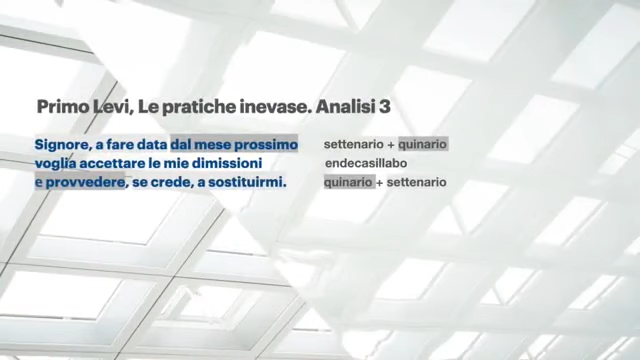 Primo Levi, Le pratiche inevase. Analisi 3
Signore, a fare data dal mese prossimo settenario + quinario
voglia accettare le mie dimissioni endecasillabo
e provvedere, se crede, a sostituirmi. quinario + settenario